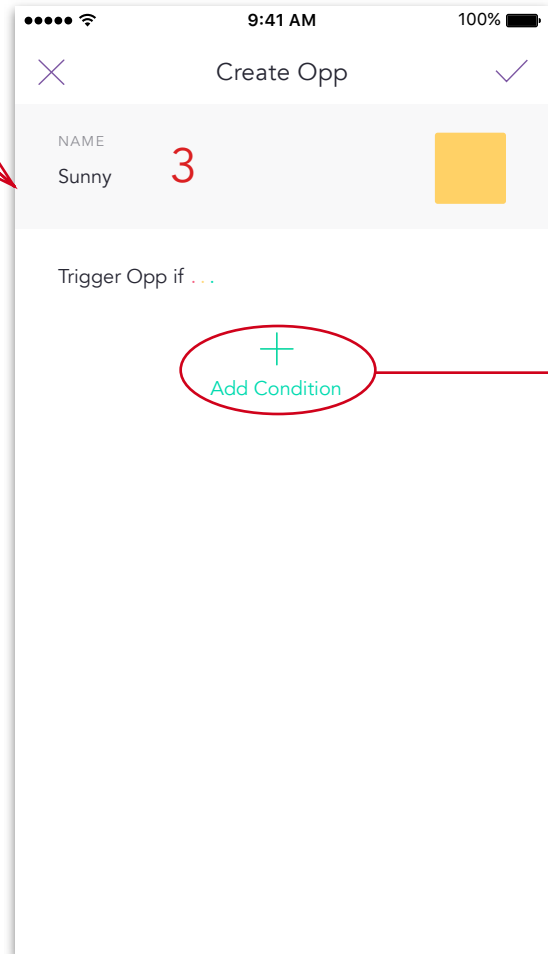 9:41 AM 100%
Create Opp
NAME
Sunny
3
Trigger Opp if ...
Add Condition